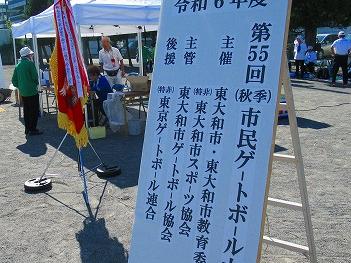 令和6年度
第55回
(秋季)市民ゲートボール大
主催 東大和市・東大和市教育委
主管 (特非)東大和市スポーツ協会
東大和市ゲートボール協会
後援 (特非)東京ゲートボール連合